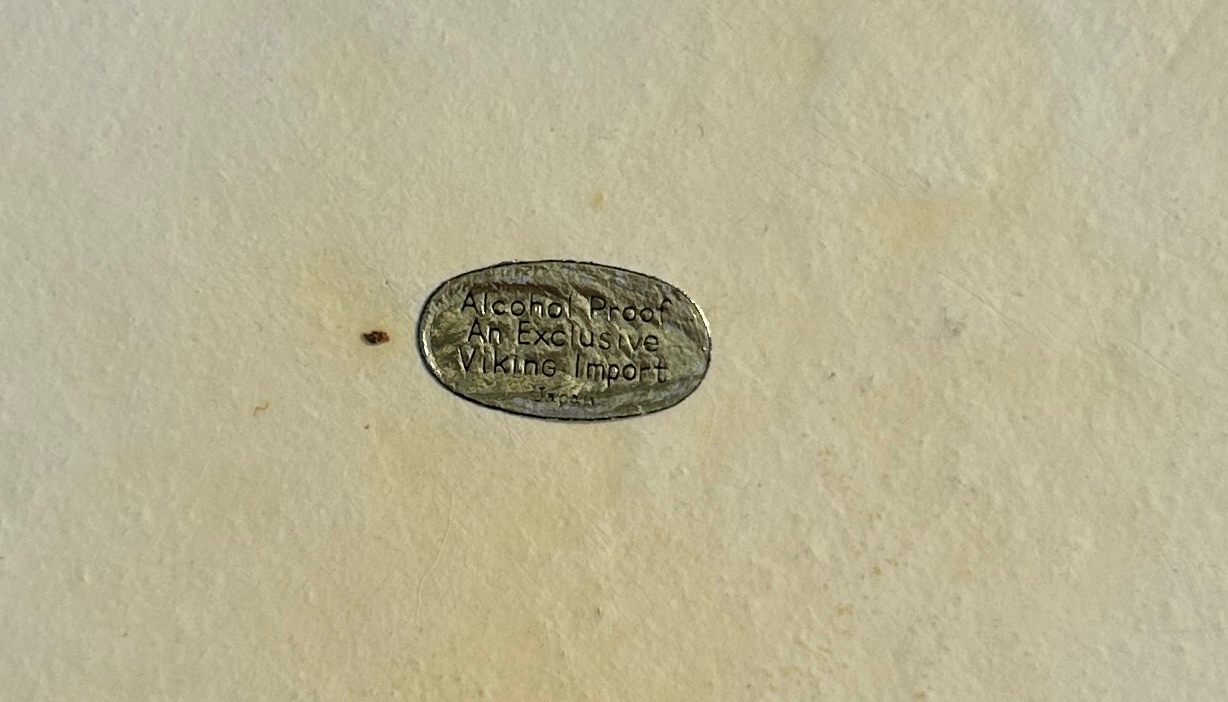 Alcohol Proof
An Exclusive
Viking Import
Japan